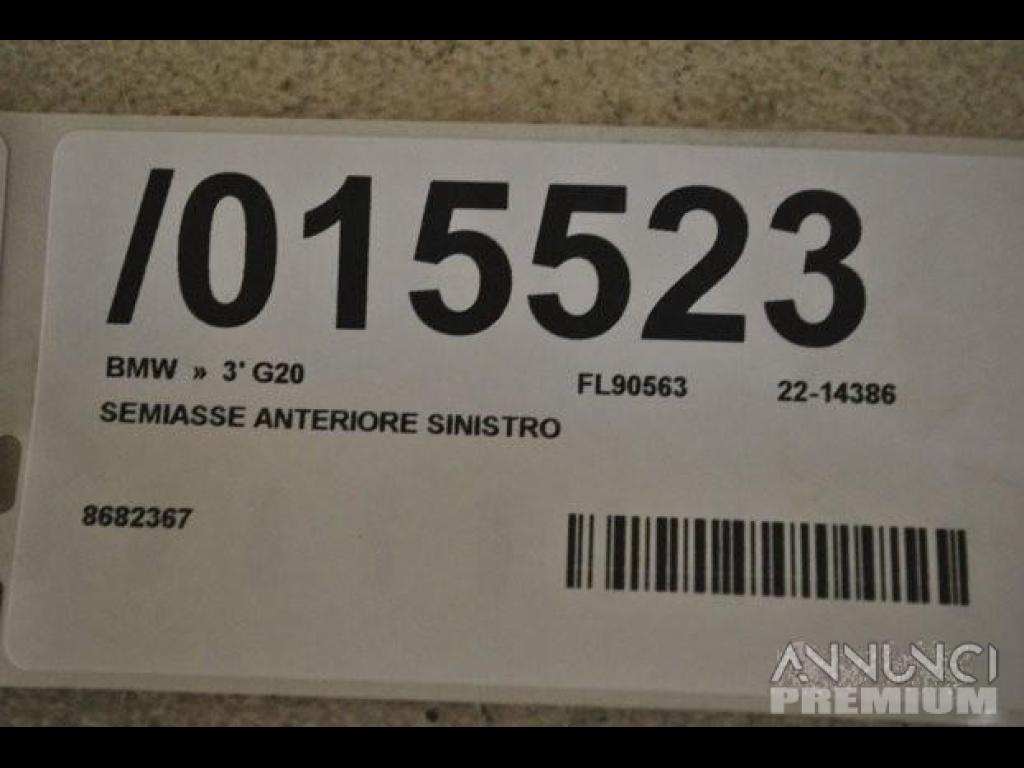 /015523
BMW » 3' G20 FL90563 22-14386
SEMIASSE ANTERIORE SINISTRO
8682367
ANNUNCI
PREMIUM